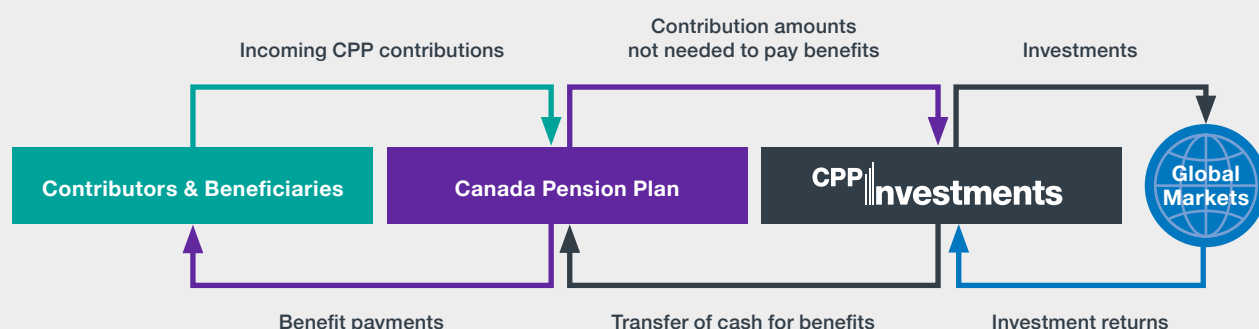 Incoming CPP contributions
Contribution amounts
not needed to pay benefits
Investments
Contributors & Beneficiaries
Canada Pension Plan
CPP Investments
Global
Markets
Benefit payments
Transfer of cash for benefits
Investment returns